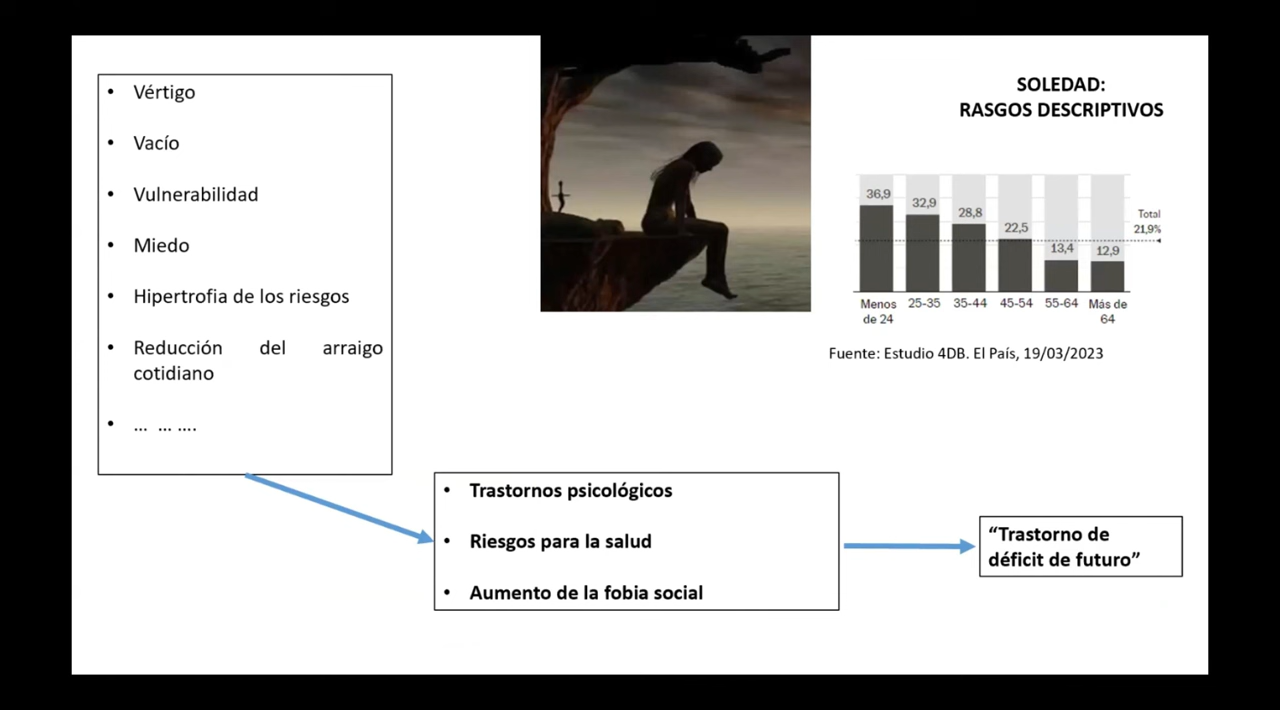 SOLEDAD:
RASGOS DESCRIPTIVOS
• Vértigo
• Vacío
• Vulnerabilidad
• Miedo
• Hipertrofia de los riesgos
• Reducción del arraigo
cotidiano
• ... ... ....
36,9
32,9
28,8
22,5
13,4
12,9
Total
21,9%
Menos
de 24
25-35
35-44
45-54
55-64
Más de
64
Fuente: Estudio 4DB. El País, 19/03/2023
• Trastornos psicológicos
• Riesgos para la salud
• Aumento de la fobia social
“Trastorno de
déficit de futuro”